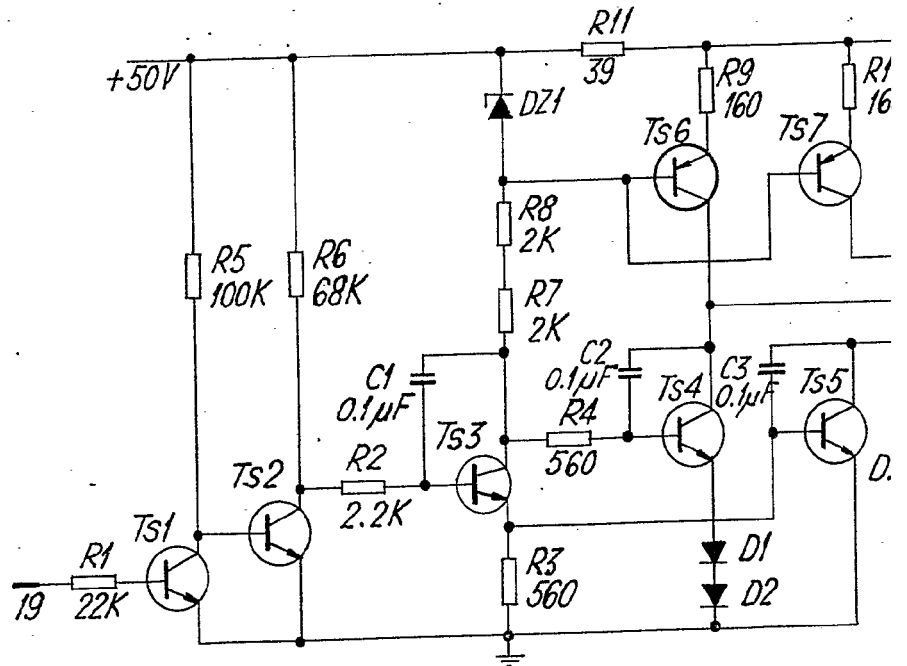 R11
39
+50V
DZ1
R9
160
R1
16
Ts6
Ts7
R8
2K
R5
100K
R6
68K
R7
2K
C1
0.1µF
C2
0.1µF
C3
0.1µF
Ts4
Ts5
R4
560
Ts3
R2
2.2K
Ts2
Ts1
D.
R1
22K
19
R3
560
D1
D2